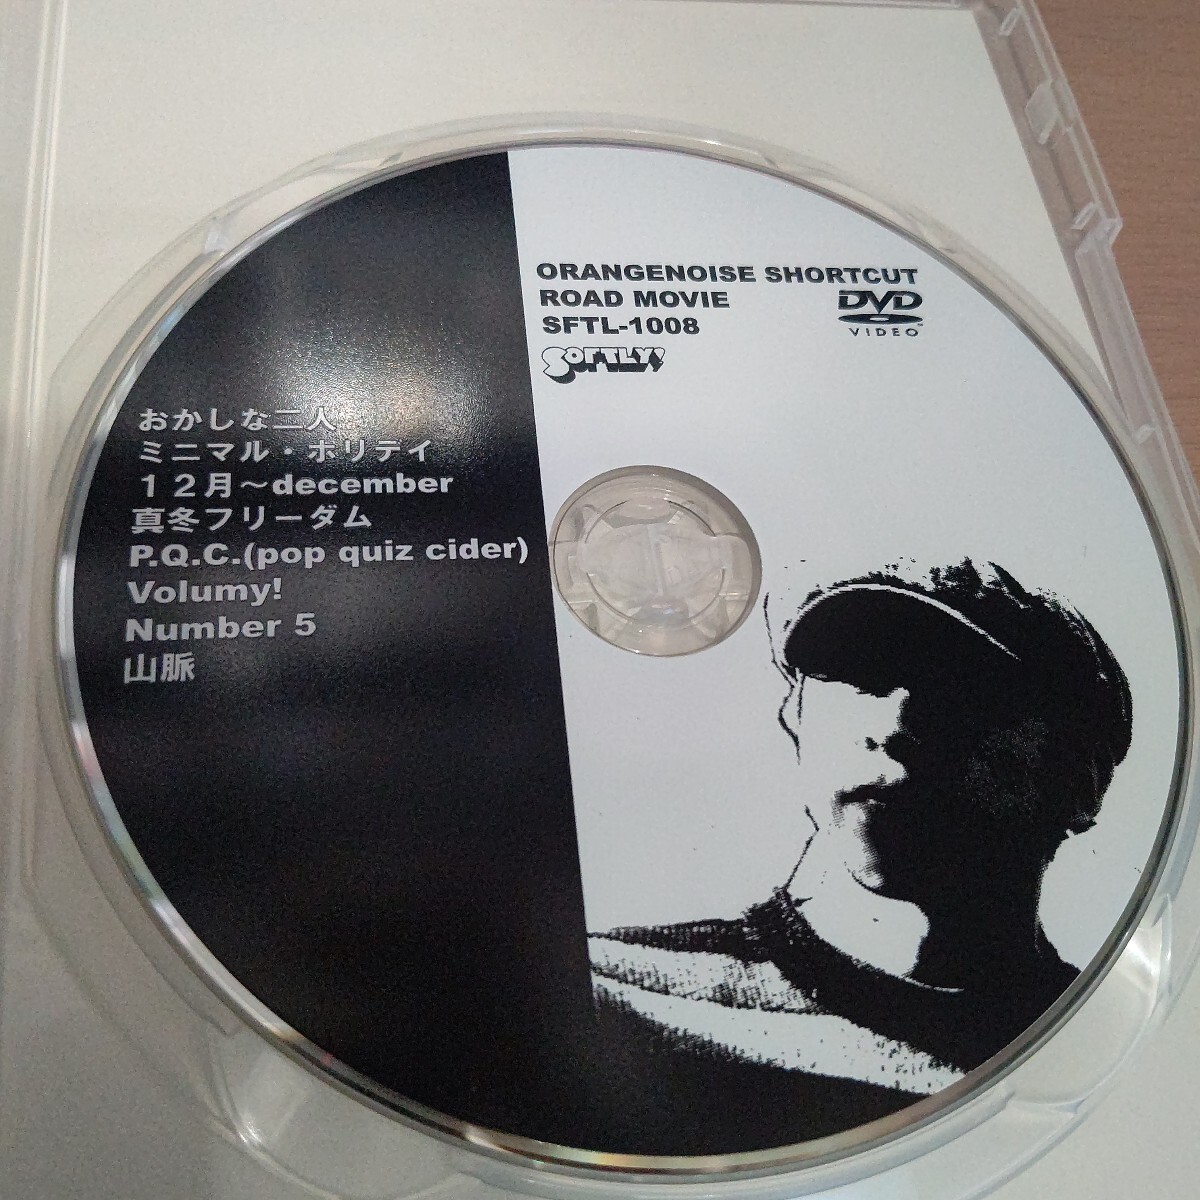 ORANGENOISE SHORTCUT
ROAD MOVIE
SFTL-1008
SOFTLY!
DVD
VIDEO™
おかしな二人
ミニマル・ホリデイ
１２月～december
真冬フリーダム
P.Q.C.(pop quiz cider)
Volumy!
Number 5
山脈